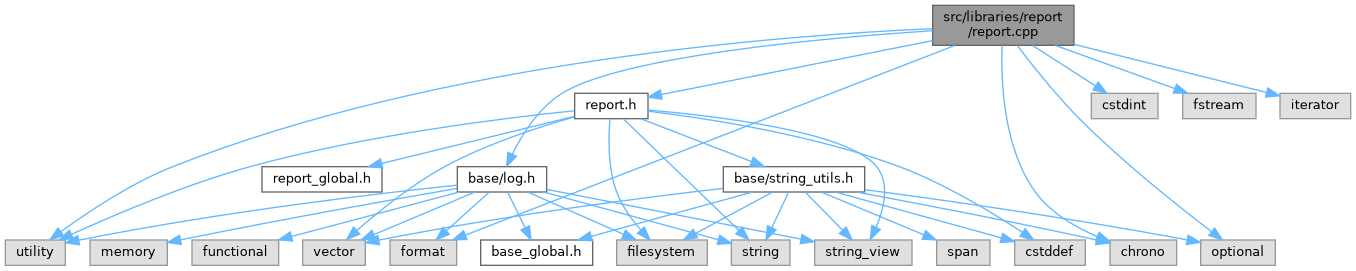 src/libraries/report
/report.cpp
report.h
cstdint
fstream
iterator
report_global.h
base/log.h
base/string_utils.h
utility
memory
functional
vector
format
base_global.h
filesystem
string
string_view
span
cstddef
chrono
optional